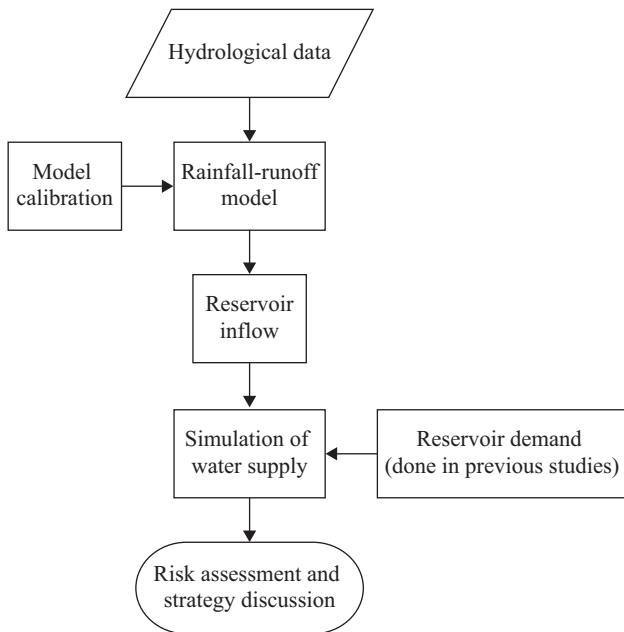 Hydrological data
Model
calibration
Rainfall-runoff
model
Reservoir
inflow
Simulation of
water supply
Reservoir demand
(done in previous studies)
Risk assessment and
strategy discussion